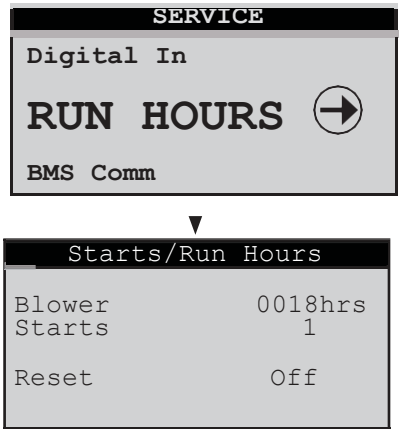 SERVICE
Digital In
RUN HOURS
BMS Comm
Starts/Run Hours
Blower 0018hrs
Starts 1
Reset Off